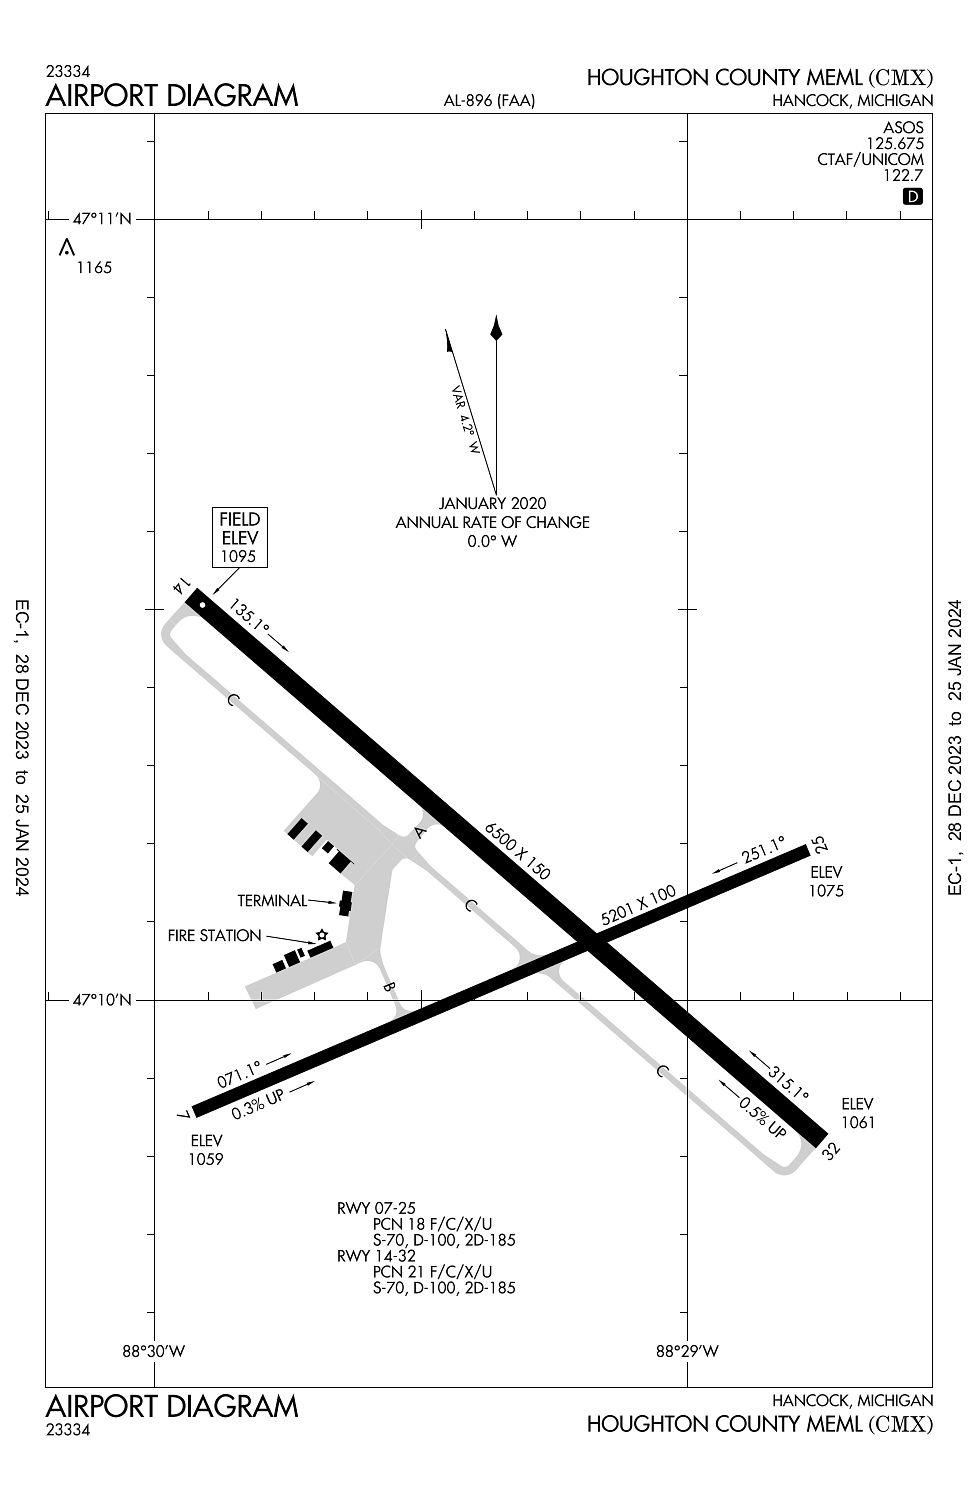 23334
AIRPORT DIAGRAM
AL-896 (FAA)
HOUGHTON COUNTY MEML (CMX)
HANCOCK, MICHIGAN
ASOS
125.675
CTAF/UNICOM
122.7
D
47°11'N
1165
VAR 4.2° W
JANUARY 2020
ANNUAL RATE OF CHANGE
0.0° W
FIELD
ELEV
1095
14
135.1°
C
A
6500 X 150
251.1°
25
ELEV
1075
5201 X 100
TERMINAL
C
FIRE STATION
47°10'N
B
C
071.1°
0.3% UP
7
ELEV
1059
315.1°
0.5% UP
ELEV
1061
32
RWY 07-25
PCN 18 F/C/X/U
S-70, D-100, 2D-185
RWY 14-32
PCN 21 F/C/X/U
S-70, D-100, 2D-185
88°30'W
88°29'W
EC-1, 28 DEC 2023 to 25 JAN 2024
EC-1, 28 DEC 2023 to 25 JAN 2024
AIRPORT DIAGRAM
23334
HANCOCK, MICHIGAN
HOUGHTON COUNTY MEML (CMX)